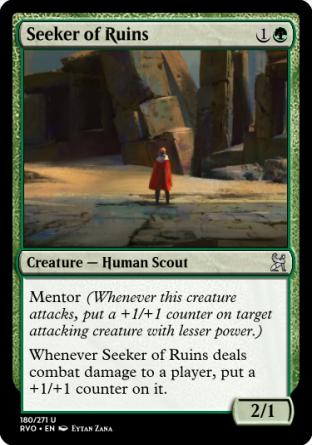 Seeker of Ruins 1
Creature — Human Scout
Mentor (Whenever this creature
attacks, put a +1/+1 counter on target
attacking creature with lesser power.)
Whenever Seeker of Ruins deals
combat damage to a player, put a
+1/+1 counter on it.
2/1
180/271 U
RVO • EN Eytan Zana